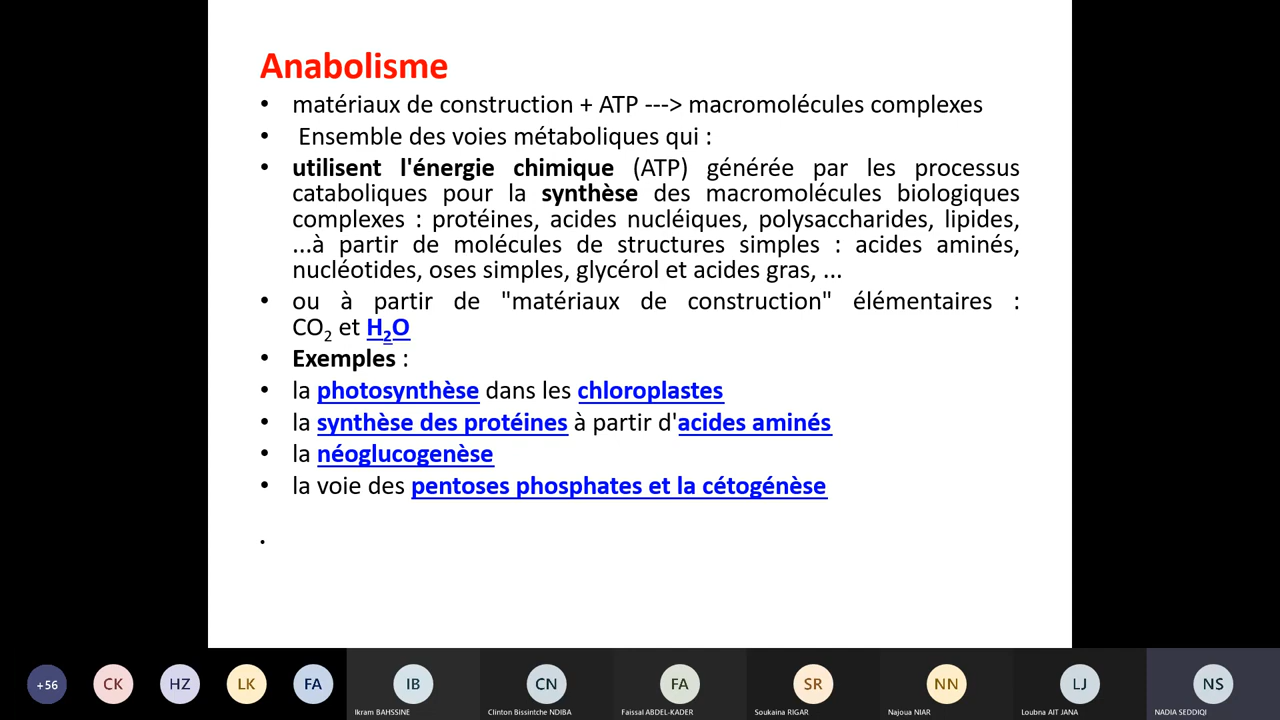 Anabolisme
• matériaux de construction + ATP ---> macromolécules complexes
• Ensemble des voies métaboliques qui :
• utilisent l'énergie chimique (ATP) générée par les processus
cataboliques pour la synthèse des macromolécules biologiques
complexes : protéines, acides nucléiques, polysaccharides, lipides,
...à partir de molécules de structures simples : acides aminés,
nucléotides, oses simples, glycérol et acides gras, ...
• ou à partir de "matériaux de construction" élémentaires :
CO₂ et H₂O
• Exemples :
• la photosynthèse dans les chloroplastes
• la synthèse des protéines à partir d'acides aminés
• la néoglucogenèse
• la voie des pentoses phosphates et la cétogénèse
.
+56 CK HZ LK FA IB CN FA SR NN LJ NS
Ikram BAHSSINE Clinton Bissintche NDIBA Faissal ABDEL-KADER Soukaina RIGAR Najoua NIAR Loubna AIT JANA NADIA SEDDIQI